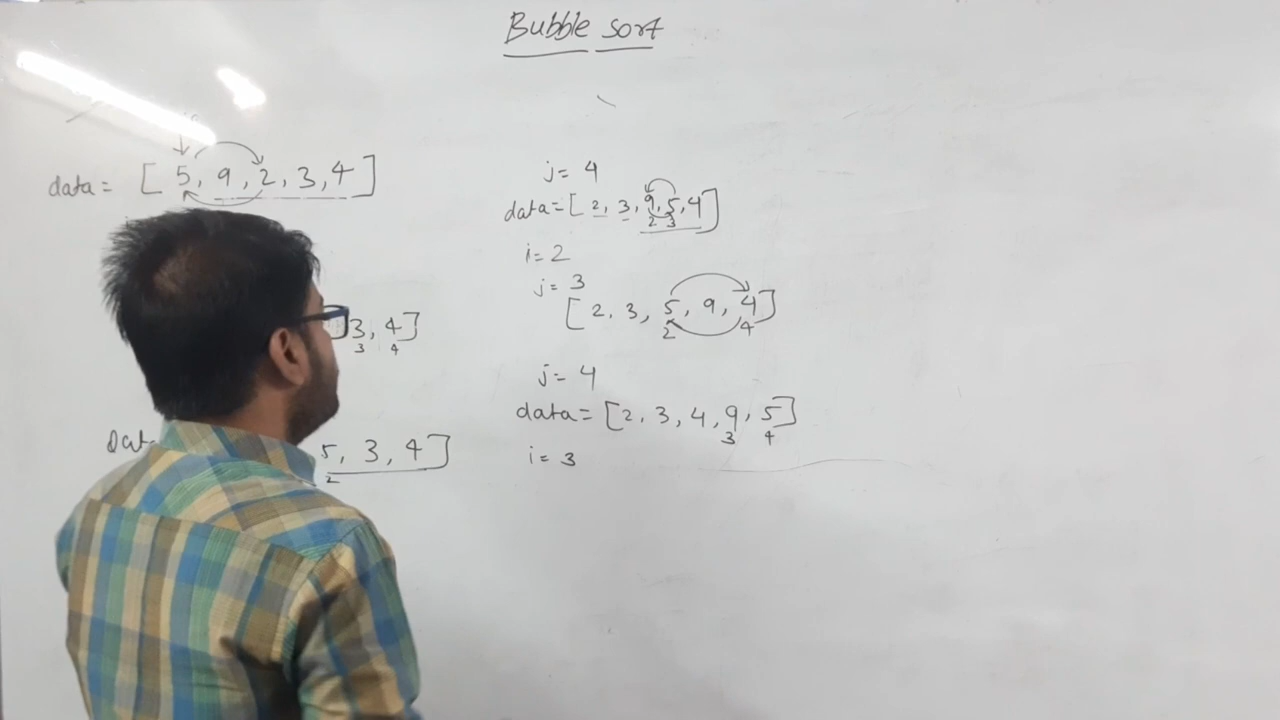 Bubble sort
data = [ 5, 9, 2, 3, 4 ]
3, 4 ]
3 4
5, 3, 4 ]
2
j = 4
data = [ 2, 3, 9, 5, 4 ]
2 3
i = 2
j = 3
[ 2, 3, 5, 9, 4 ]
2 4
j = 4
data = [ 2, 3, 4, 9, 5 ]
3 4
i = 3